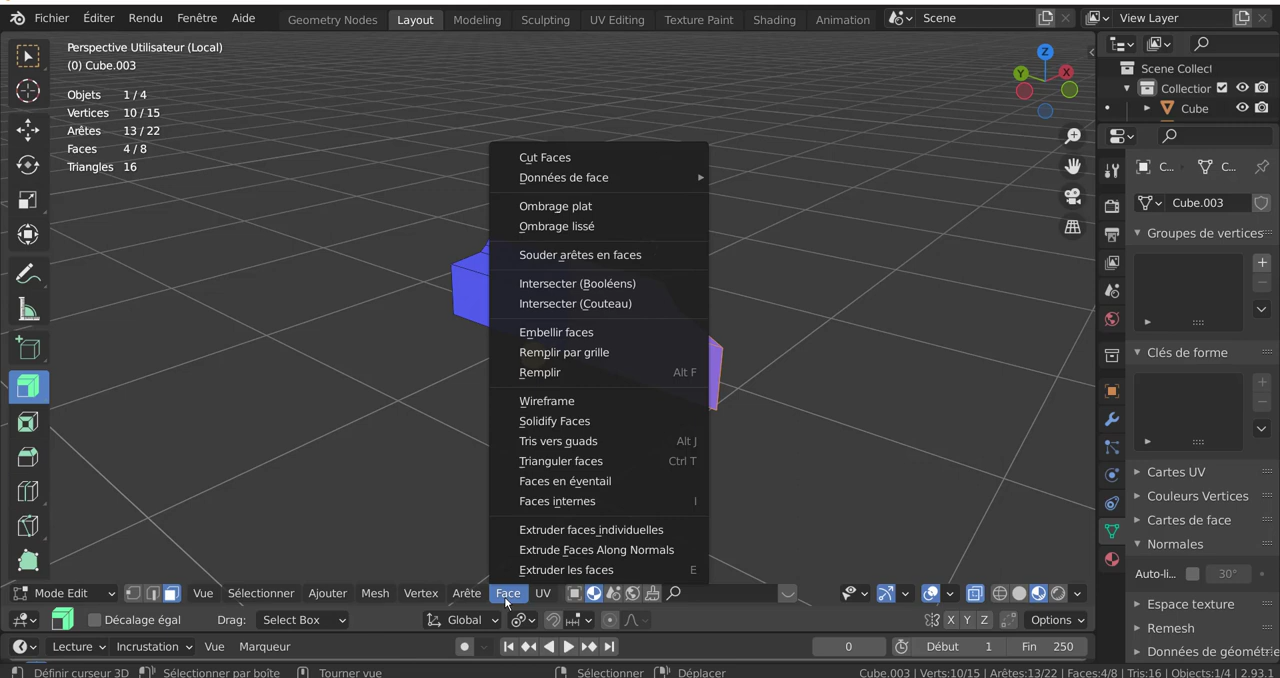 Fichier Éditer Rendu Fenêtre Aide Geometry Nodes Layout Modeling Sculpting UV Editing Texture Paint Shading Animation Scene View Layer
Perspective Utilisateur (Local)
(0) Cube.003
Objets 1 / 4
Vertices 10 / 15
Arêtes 13 / 22
Faces 4 / 8
Triangles 16
Z
Y
X
Cut Faces
Données de face
Ombrage plat
Ombrage lissé
Souder arêtes en faces
Intersecter (Booléens)
Intersecter (Couteau)
Embellir faces
Remplir par grille
Remplir Alt F
Wireframe
Solidify Faces
Tris vers quads Alt J
Trianguler faces Ctrl T
Faces en éventail
Faces internes I
Extruder faces individuelles
Extrude Faces Along Normals
Extruder les faces E
Scene Collect
Collection
Cube
C... C...
Cube.003
Groupes de vertices
Clés de forme
Cartes UV
Couleurs Vertices
Cartes de face
Normales
Auto-li... 30°
Espace texture
Remesh
Données de géométrie
Mode Edit Vue Sélectionner Ajouter Mesh Vertex Arête Face UV
Décalage égal Drag: Select Box Global X Y Z Options
Lecture Incrustation Vue Marqueur 0 Début 1 Fin 250
Définir curseur 3D Sélectionner par boîte Tourner vue Sélectionner Déplacer Cube.003 | Verts:10/15 | Arêtes:13/22 | Faces:4/8 | Tris:16 | Objects:1/4 | 2.93.1